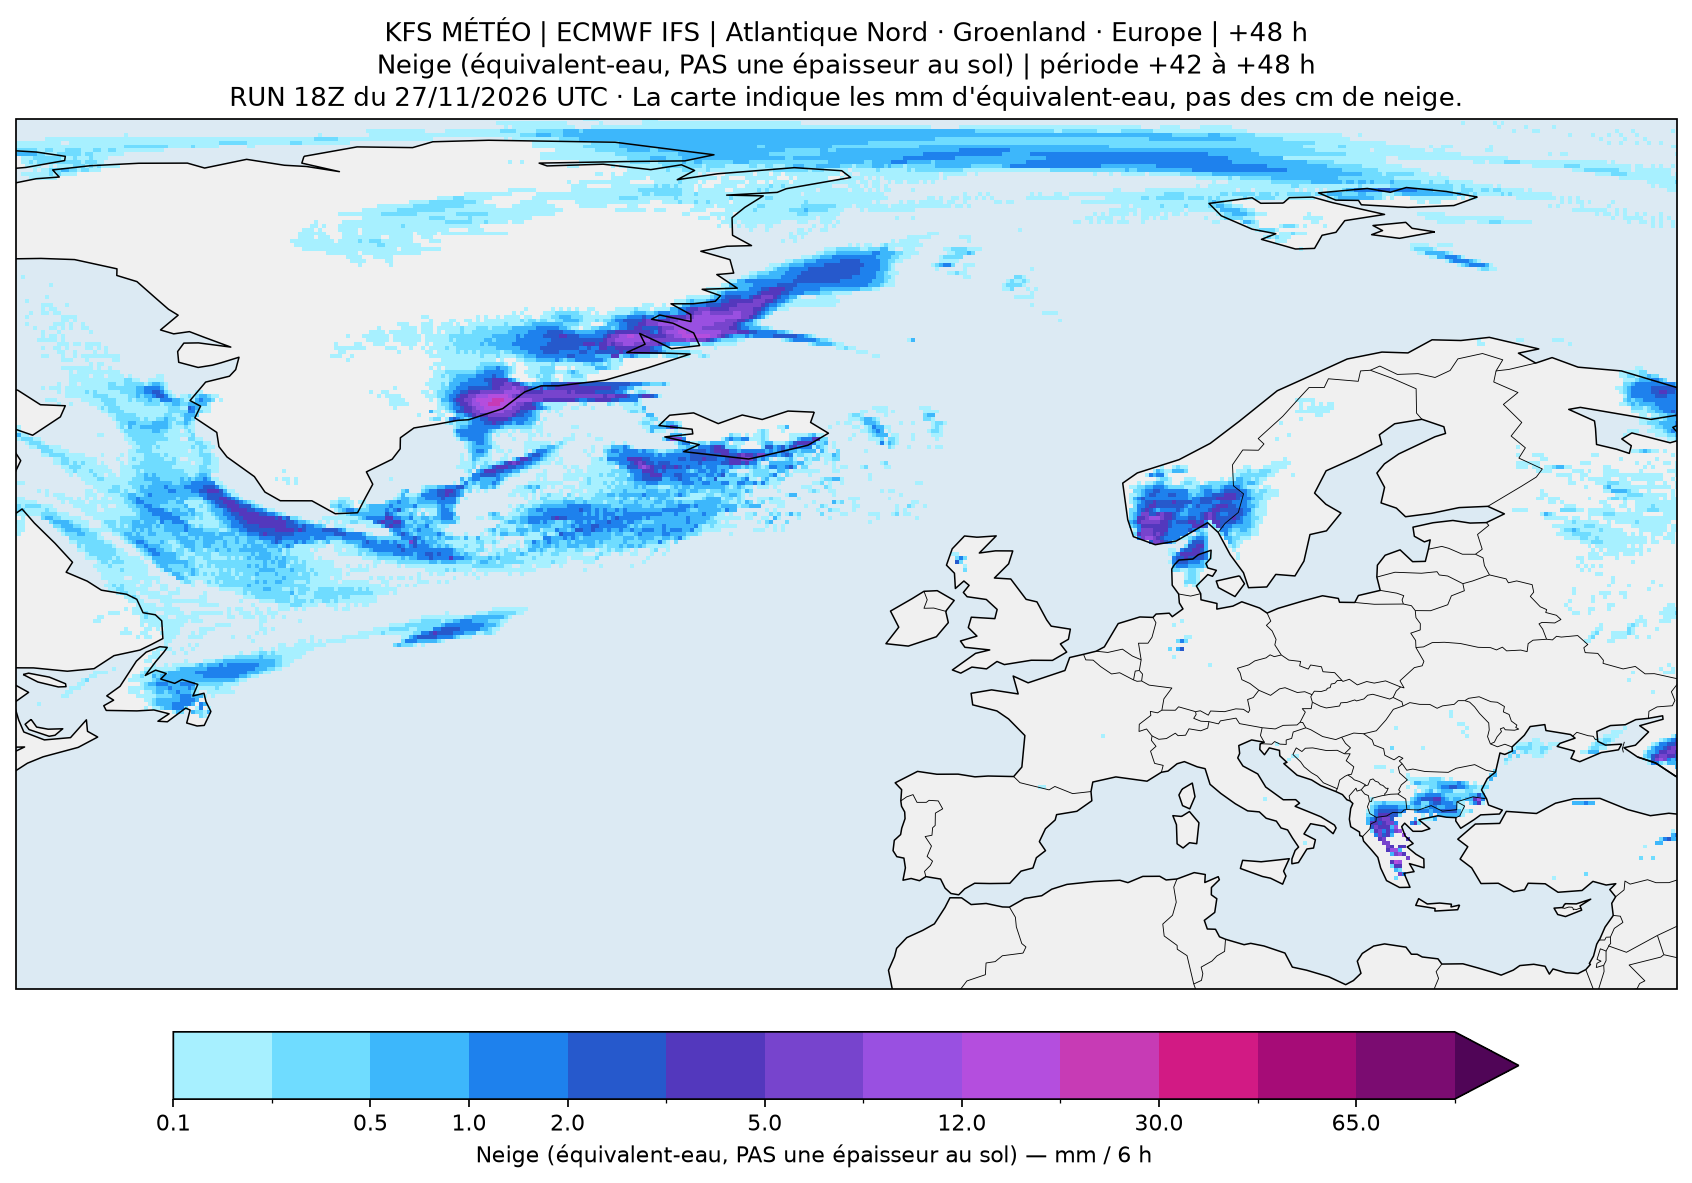 KFS MÉTÉO | ECMWF IFS | Atlantique Nord · Groenland · Europe | +48 h
Neige (équivalent-eau, PAS une épaisseur au sol) | période +42 à +48 h
RUN 18Z du 27/11/2026 UTC · La carte indique les mm d'équivalent-eau, pas des cm de neige.
0.1 0.5 1.0 2.0 5.0 12.0 30.0 65.0
Neige (équivalent-eau, PAS une épaisseur au sol) — mm / 6 h